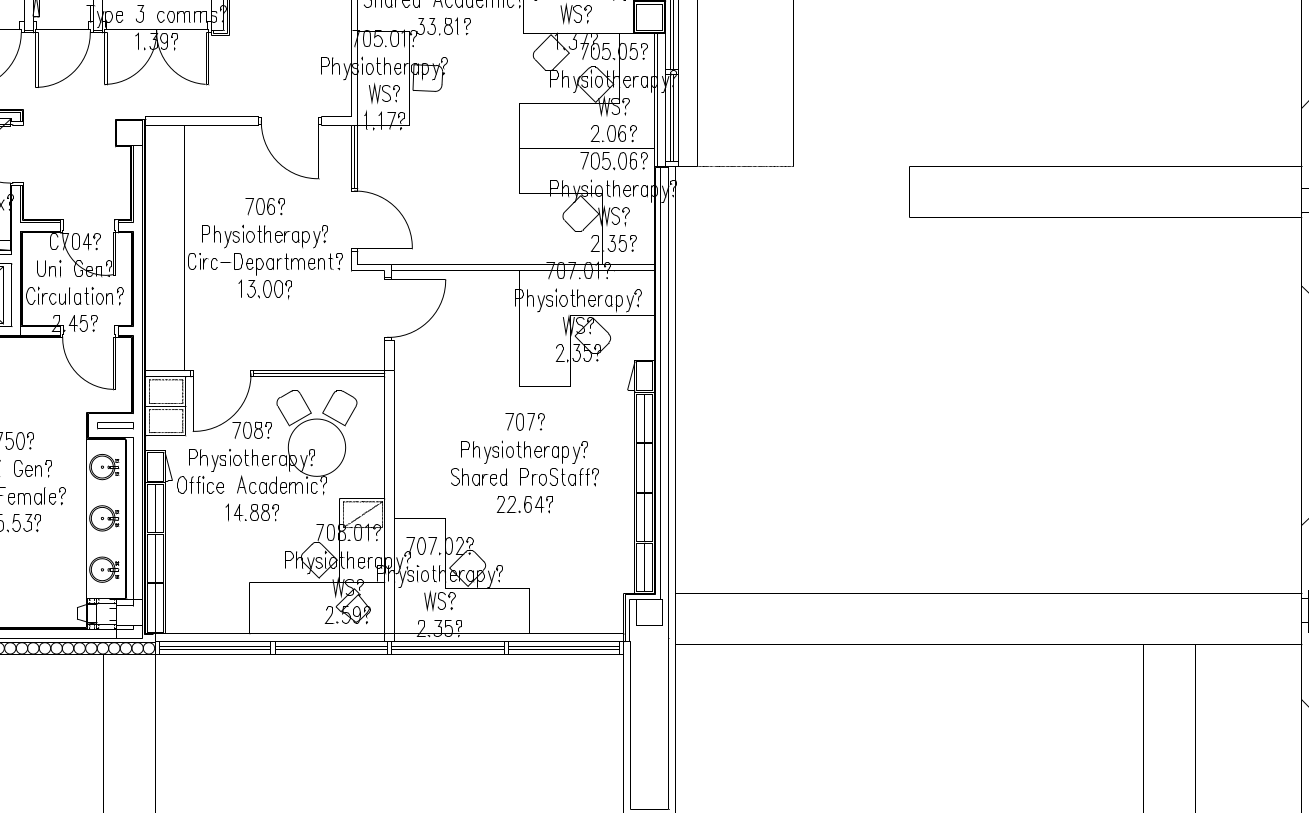 Type 3 comms?
1.39?
Shared Academic?
33.81?
WS?
1.37?
705.01?
Physiotherapy?
WS?
1.17?
705.05?
Physiotherapy?
WS?
2.06?
705.06?
Physiotherapy?
WS?
2.35?
706?
Physiotherapy?
Circ-Department?
13.00?
C704?
Uni Gen?
Circulation?
2.45?
707.01?
Physiotherapy?
WS?
2.35?
707?
Physiotherapy?
Shared ProStaff?
22.64?
708?
Physiotherapy?
Office Academic?
14.88?
750?
Gen?
Female?
5.53?
708.01?
Physiotherapy?
WS?
2.59?
707.02?
Physiotherapy?
WS?
2.35?